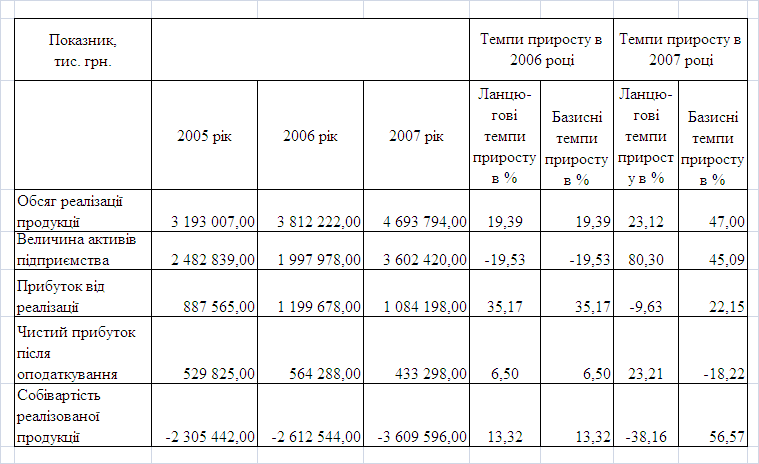 Показник,
тис. грн.
Темпи приросту в
2006 році
Темпи приросту в
2007 році
2005 рік
2006 рік
2007 рік
Ланцю-
гові
темпи
приросту
в %
Базисні
темпи
приросту
в %
Ланцю-
гові
темпи
прирост
у в %
Базисні
темпи
приросту
в %
Обсяг реалізації
продукції 3 193 007,00 3 812 222,00 4 693 794,00 19,39 19,39 23,12 47,00
Величина активів
підприємства 2 482 839,00 1 997 978,00 3 602 420,00 -19,53 -19,53 80,30 45,09
Прибуток від
реалізації 887 565,00 1 199 678,00 1 084 198,00 35,17 35,17 -9,63 22,15
Чистий прибуток
після
оподаткування 529 825,00 564 288,00 433 298,00 6,50 6,50 23,21 -18,22
Собівартість
реалізованої
продукції -2 305 442,00 -2 612 544,00 -3 609 596,00 13,32 13,32 -38,16 56,57